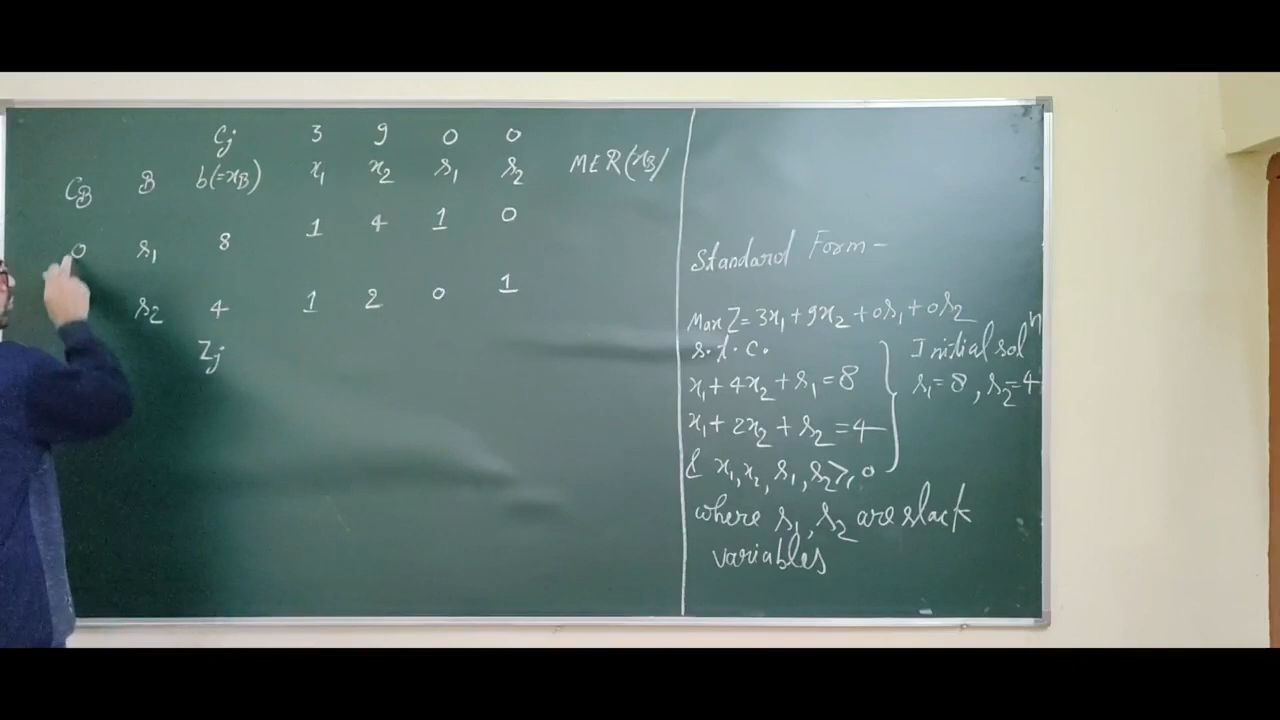 Cj 3 9 0 0
CB B b(=xB) x1 x2 s1 s2 MER(xB)
0 s1 8 1 4 1 0
s2 4 1 2 0 1
Zj
Standard Form-
Max Z=3x1+9x2+0s1+0s2
s.t.c.
x1+4x2+s1=8
x1+2x2+s2=4
& x1,x2,s1,s2≥0
Initial solⁿ
s1=8, s2=4
where s1, s2 are slack
variables